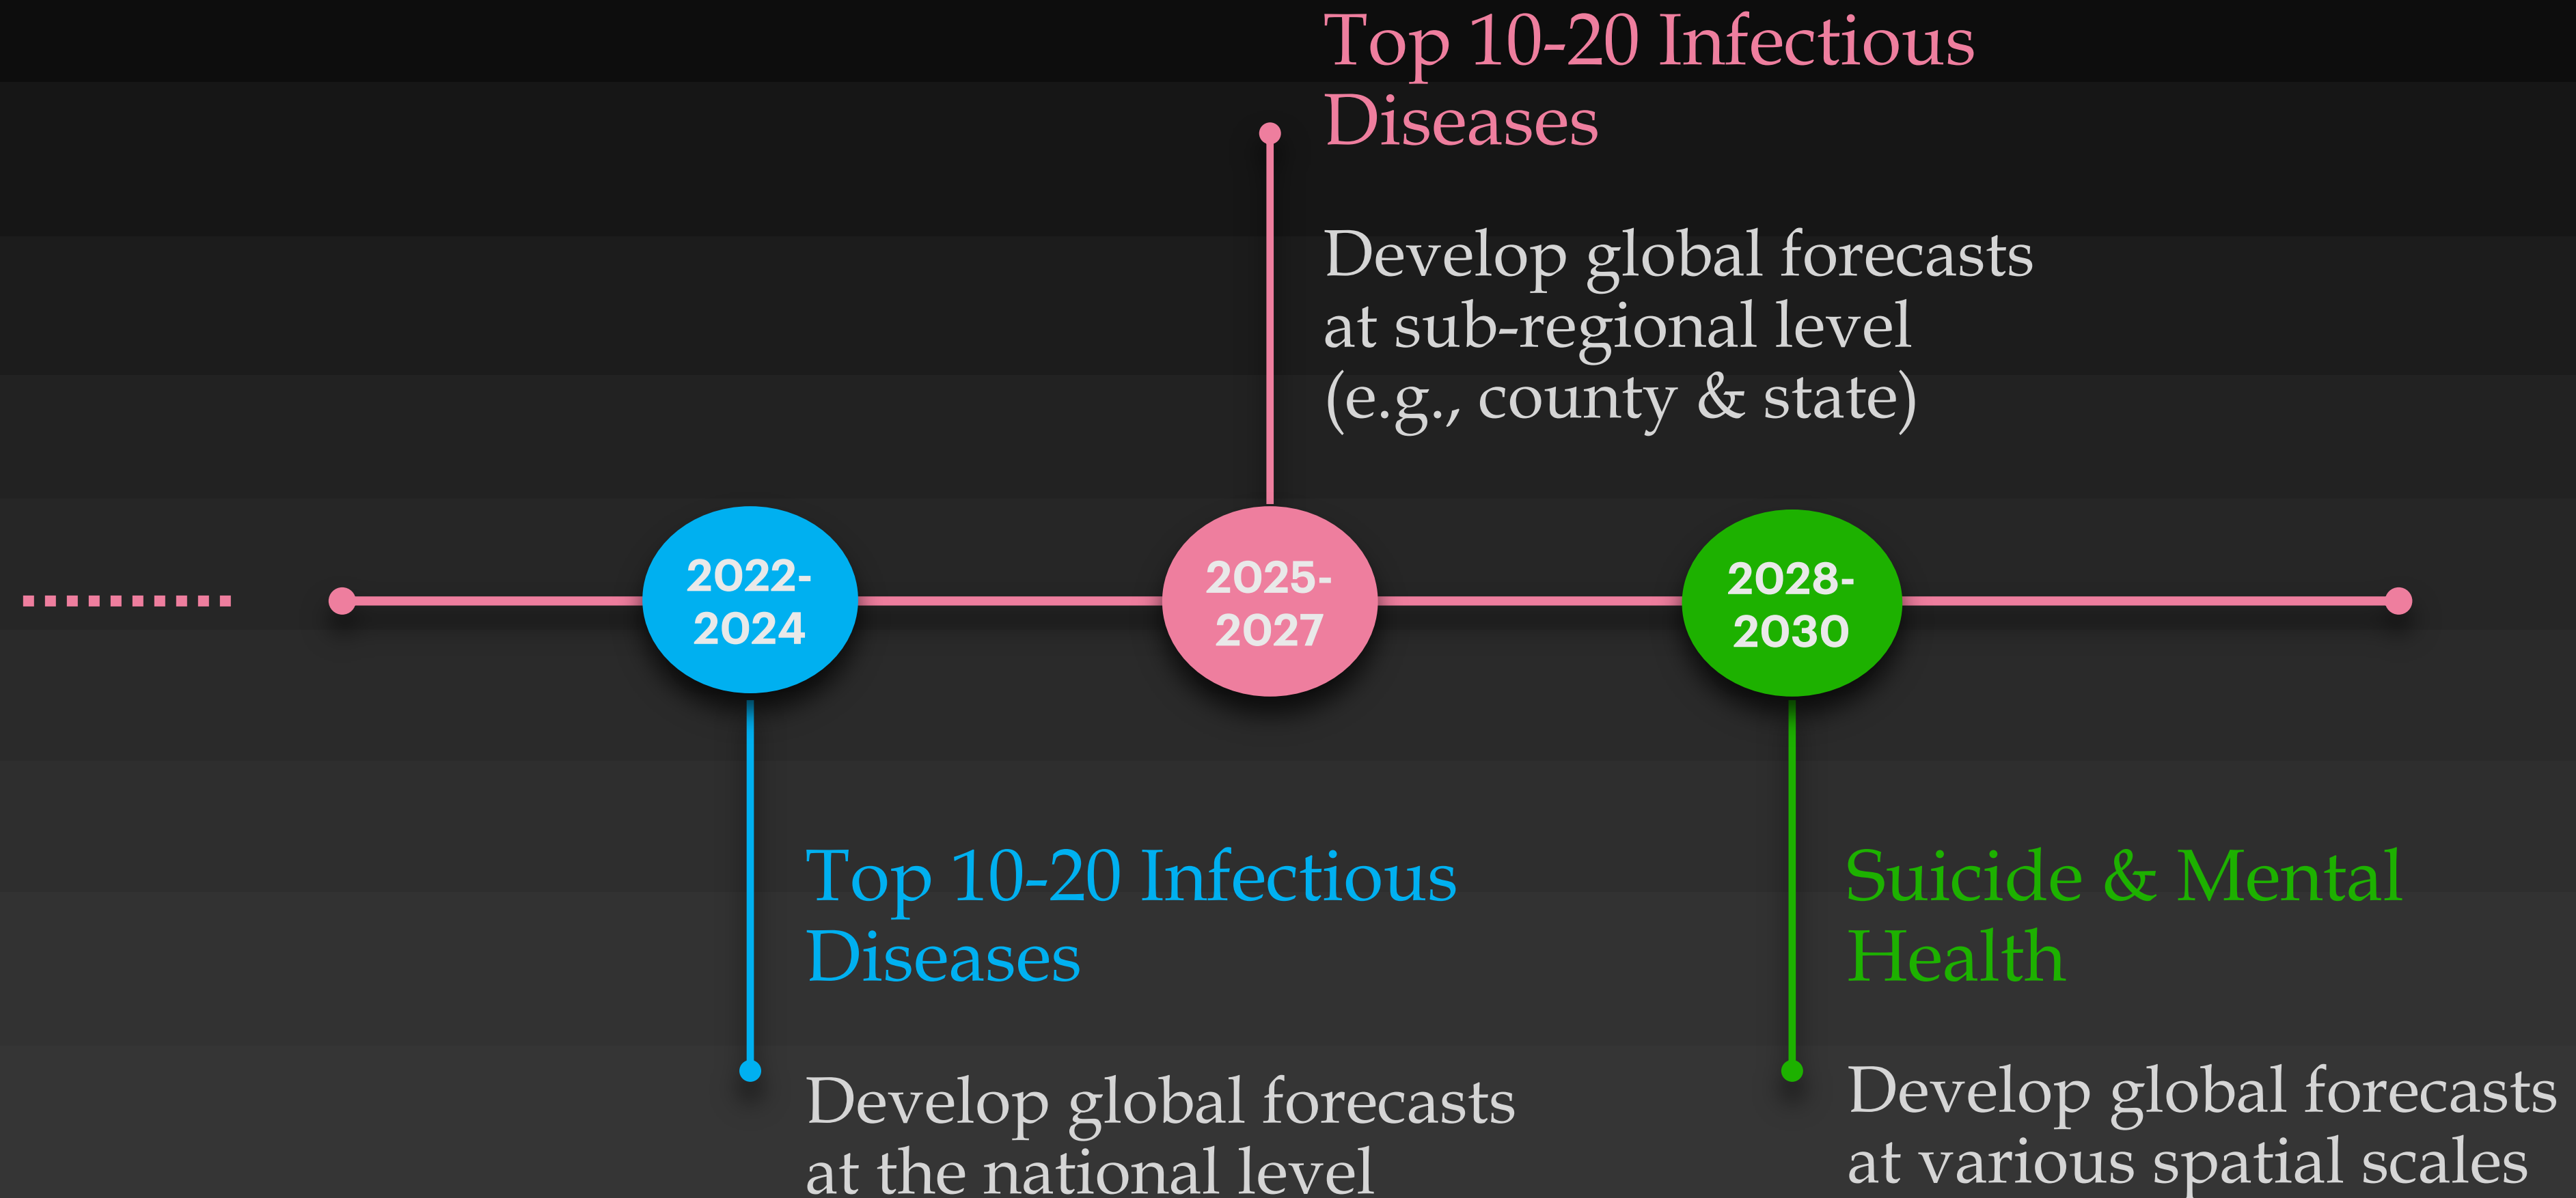 Top 10-20 Infectious
Diseases
Develop global forecasts
at sub-regional level
(e.g., county & state)
2022-
2024
2025-
2027
2028-
2030
Top 10-20 Infectious
Diseases
Develop global forecasts
at the national level
Suicide & Mental
Health
Develop global forecasts
at various spatial scales